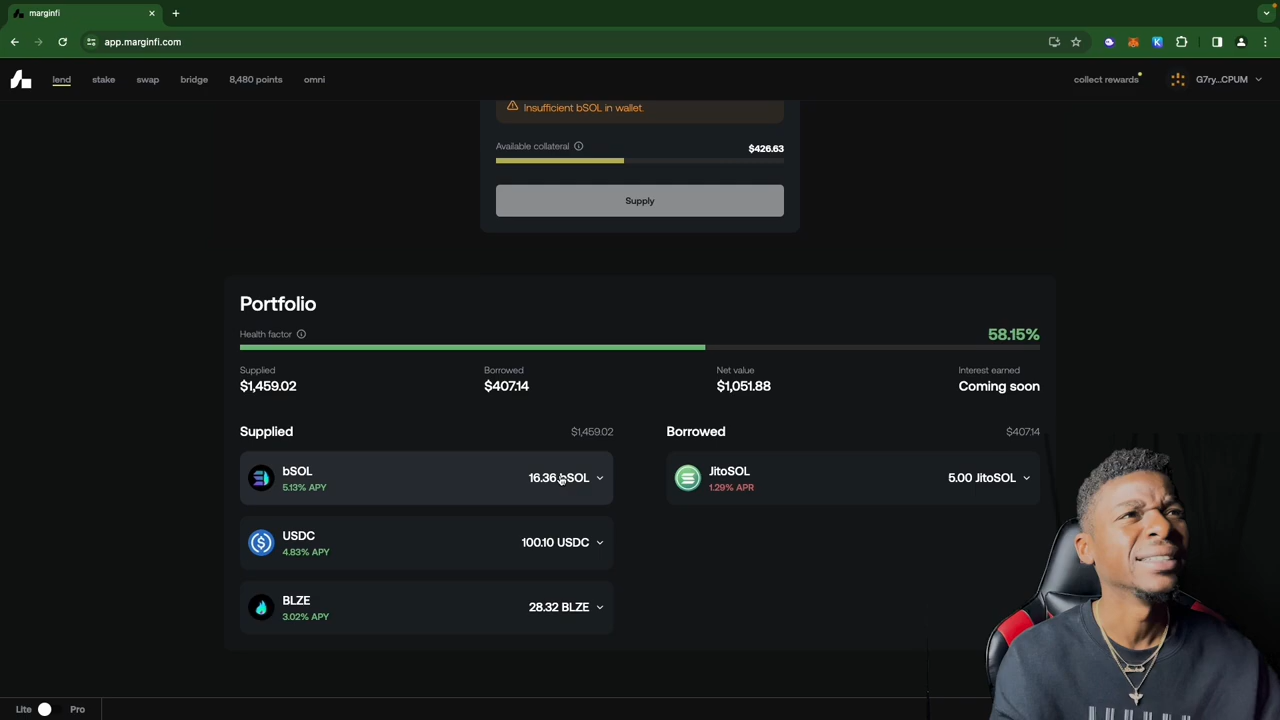 marginfi
app.marginfi.com
lend stake swap bridge 8,480 points omni collect rewards G7ry...CPUM
Insufficient bSOL in wallet.
Available collateral $426.63
Supply
Portfolio
Health factor 58.15%
Supplied Borrowed Net value Interest earned
$1,459.02 $407.14 $1,051.88 Coming soon
Supplied $1,459.02 Borrowed $407.14
bSOL 16.36 bSOL JitoSOL 5.00 JitoSOL
5.13% APY 1.29% APR
USDC 100.10 USDC
4.83% APY
BLZE 28.32 BLZE
3.02% APY
Lite Pro